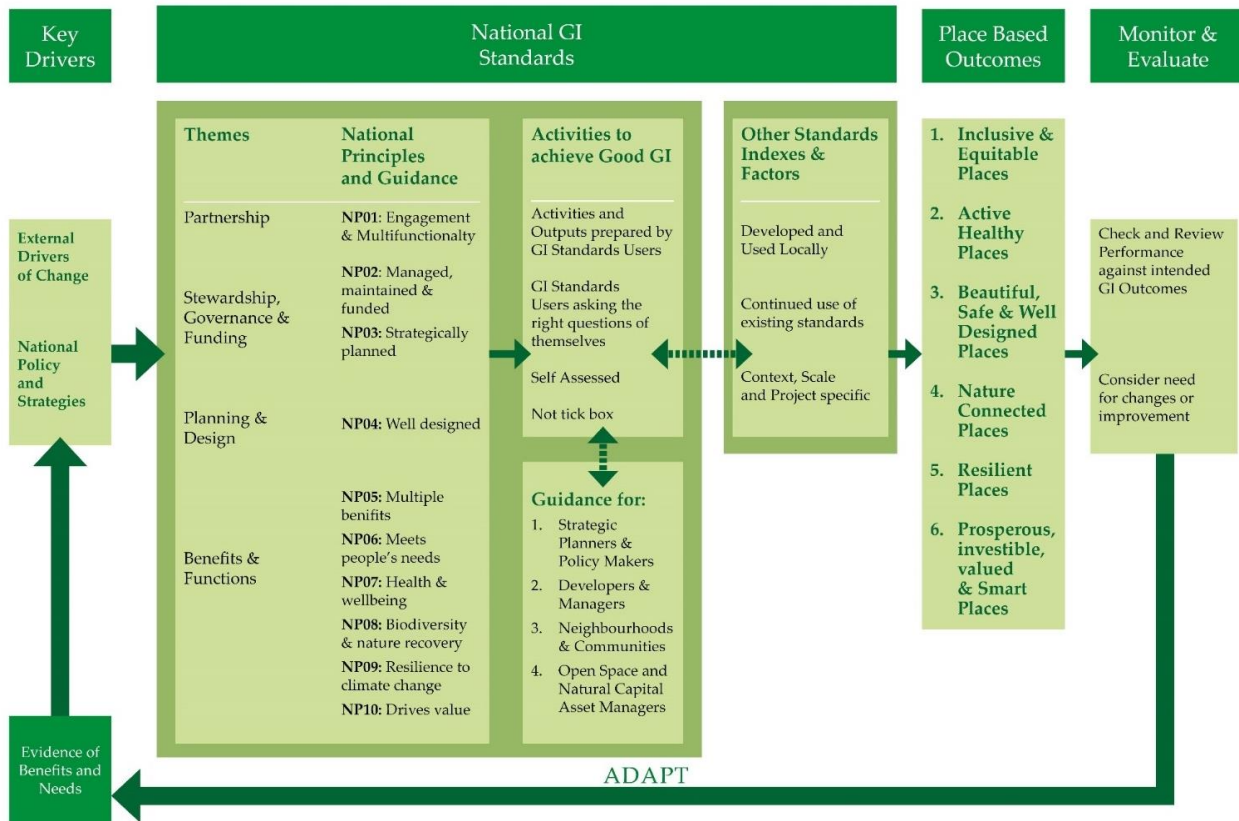 Key
Drivers
National GI
Standards
Place Based
Outcomes
Monitor &
Evaluate
External
Drivers
of Change
National
Policy
and
Strategies
Evidence of
Benefits and
Needs
Themes
Partnership
Stewardship,
Governance &
Funding
Planning &
Design
Benefits &
Functions
National
Principles
and Guidance
NP01: Engagement
& Multifunctionalty
NP02: Managed,
maintained &
funded
NP03: Strategically
planned
NP04: Well designed
NP05: Multiple
benifits
NP06: Meets
people's needs
NP07: Health &
wellbeing
NP08: Biodiversity
& nature recovery
NP09: Resilience to
climate change
NP10: Drives value
Activities to
achieve Good GI
Activities and
Outputs prepared by
GI Standards Users
GI Standards
Users asking the
right questions of
themselves
Self Assessed
Not tick box
Guidance for:
1. Strategic
Planners &
Policy Makers
2. Developers &
Managers
3. Neighbourhoods
& Communities
4. Open Space and
Natural Capital
Asset Managers
Other Standards
Indexes &
Factors
Developed and
Used Locally
Continued use of
existing standards
Context, Scale
and Project specific
1. Inclusive &
Equitable
Places
2. Active
Healthy
Places
3. Beautiful,
Safe & Well
Designed
Places
4. Nature
Connected
Places
5. Resilient
Places
6. Prosperous,
investible,
valued
& Smart
Places
Check and Review
Performance
against intended
GI Outcomes
Consider need
for changes or
improvement
ADAPT